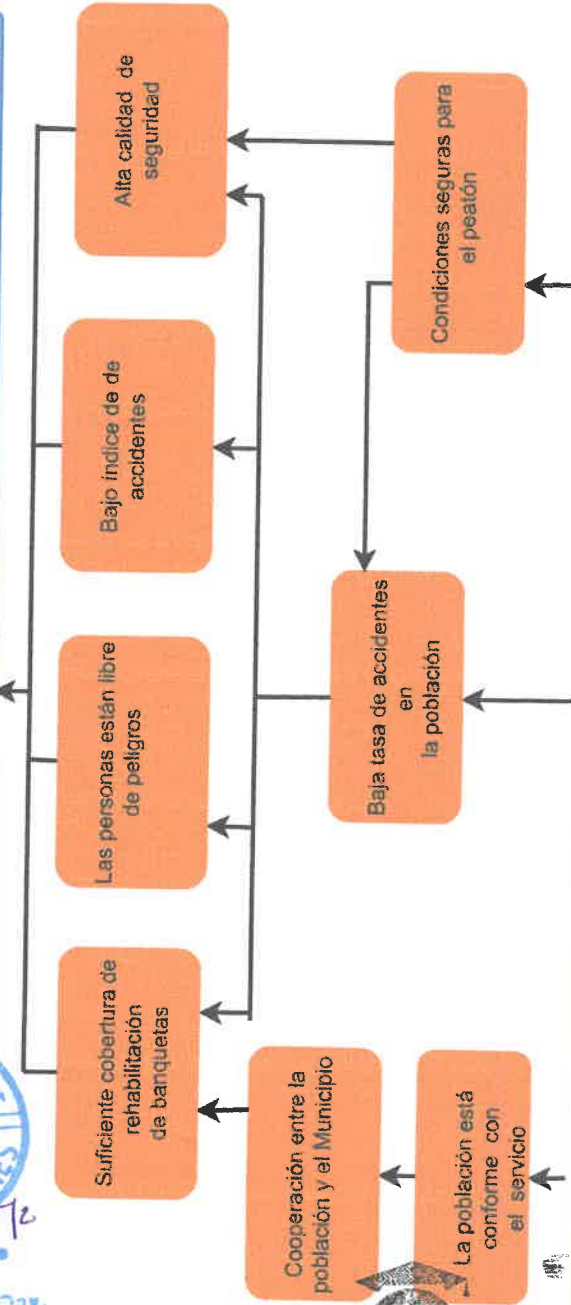 Suficiente cobertura de
rehabilitación
de banquetas
Las personas están libre
de peligros
Bajo índice de de
accidentes
Alta calidad de
seguridad
Cooperación entre la
población y el Municipio
Baja tasa de accidentes
en
la población
Condiciones seguras para
el peatón
La población está
conforme con
el servicio